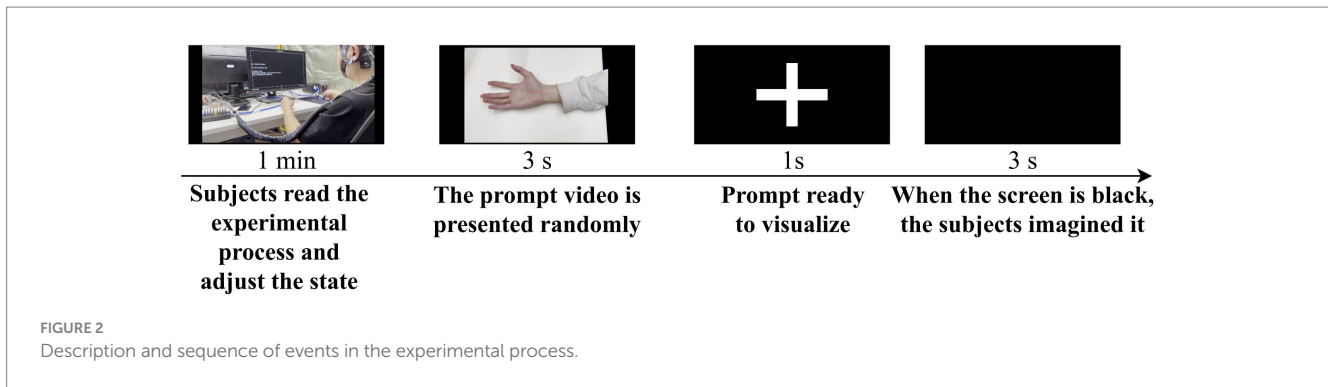 1 min
3 s
1s
3 s
Subjects read the
experimental
process and
adjust the state
The prompt video is
presented randomly
Prompt ready
to visualize
When the screen is black,
the subjects imagined it
FIGURE 2
Description and sequence of events in the experimental process.